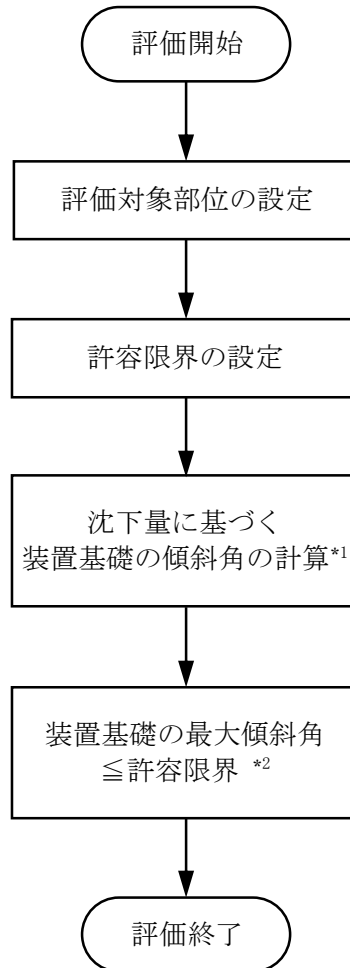 評価開始
評価対象部位の設定
許容限界の設定
沈下量に基づく
装置基礎の傾斜角の計算*1
装置基礎の最大傾斜角
≦許容限界 *2
評価終了